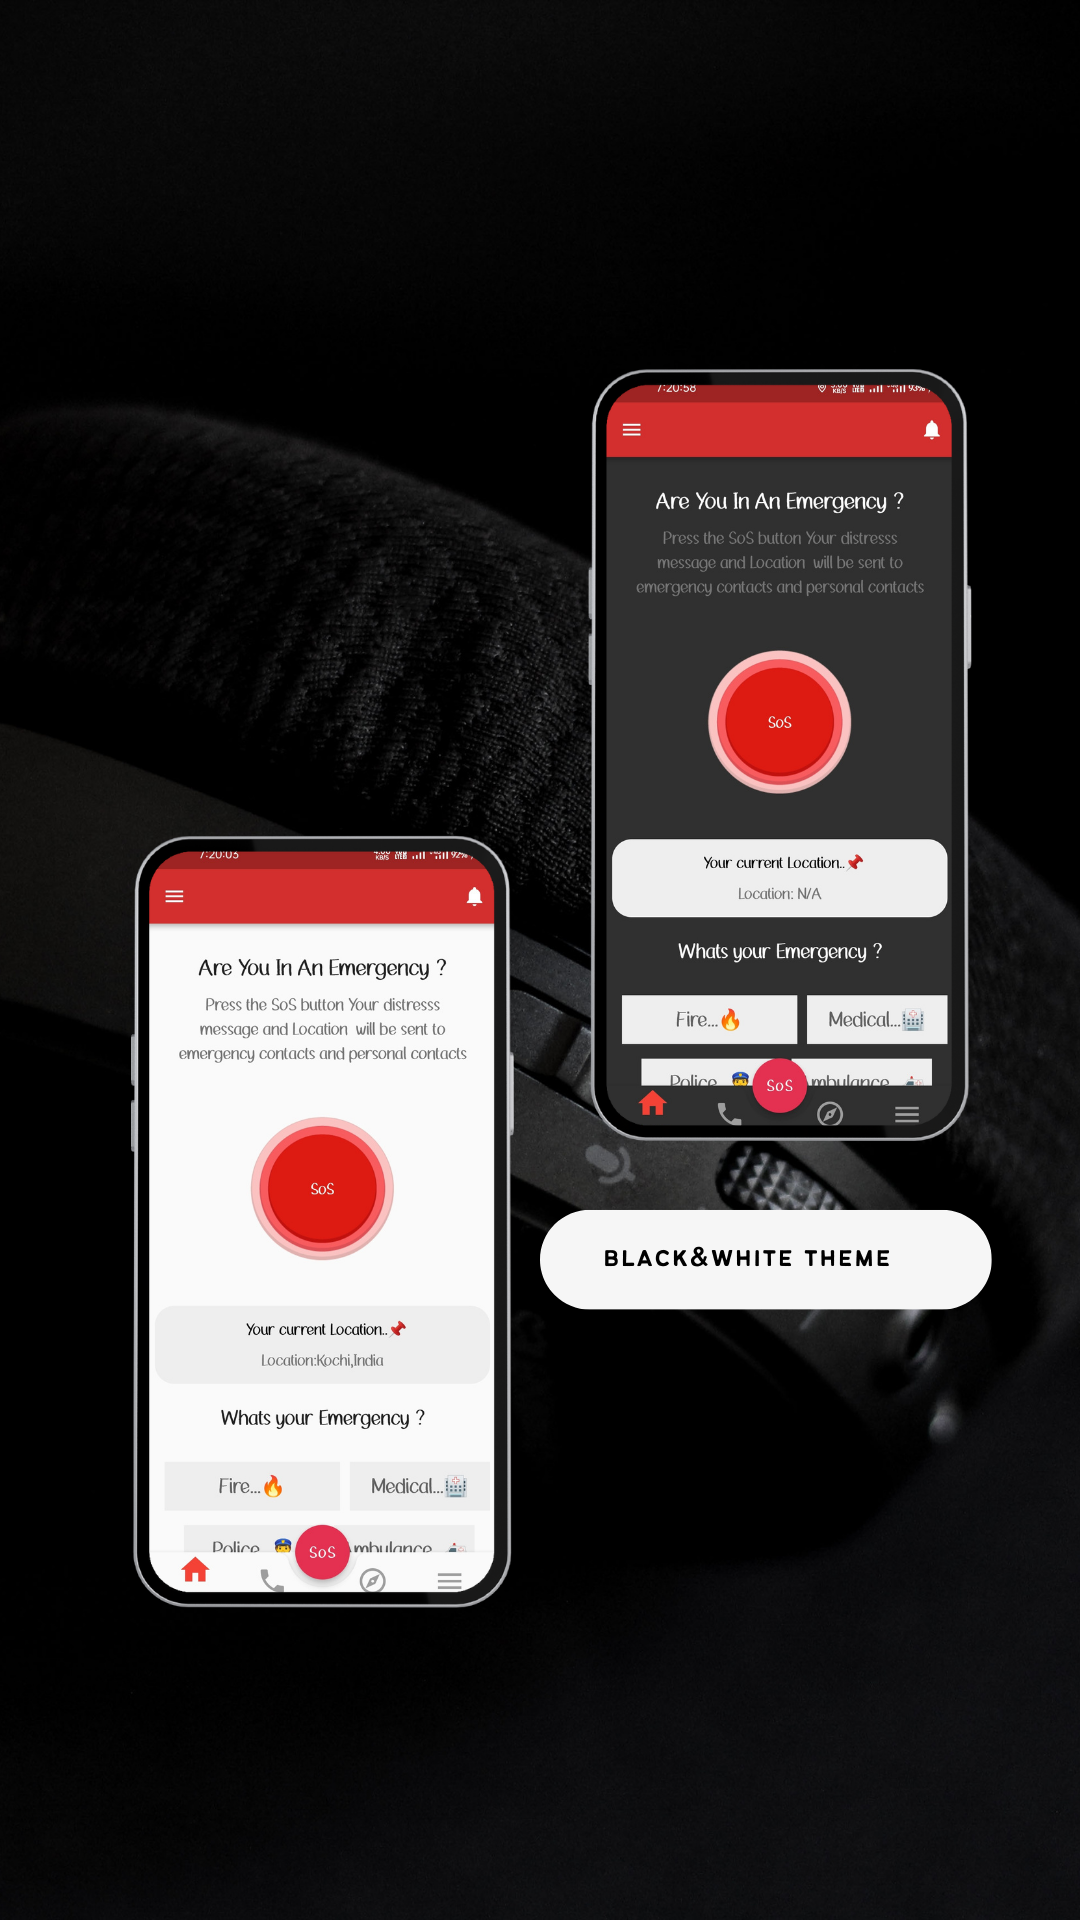 7:20:58
Are You In An Emergency ?
Press the SoS button Your distresss
message and Location will be sent to
emergency contacts and personal contacts
SoS
Your current Location..📌
Location: N/A
Whats your Emergency ?
Fire...🔥
Medical...🏥
Police
SoS
mbulance
BLACK&WHITE THEME
7:20:03
92%
Are You In An Emergency ?
Press the SoS button Your distresss
message and Location will be sent to
emergency contacts and personal contacts
SoS
Your current Location..📌
Location:Kochi,India
Whats your Emergency ?
Fire...🔥
Medical...🏥
Police
SoS
mbulance